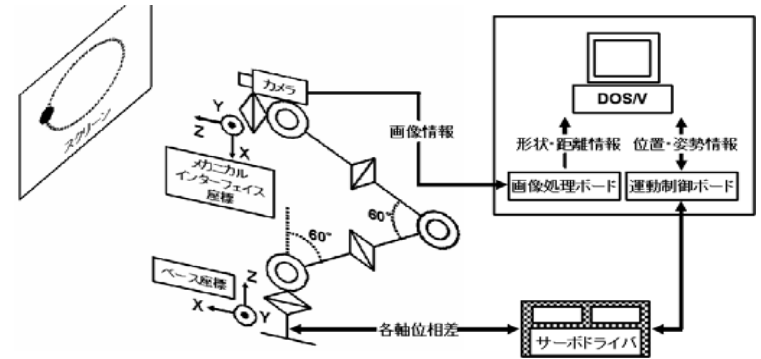 スクリーン
カメラ
Y
Z
X
メカニカル
インターフェイス
座標
画像情報
DOS/V
形状・距離情報
位置・姿勢情報
画像処理ボード
運動制御ボード
60°
60°
ベース座標
Z
X
Y
各軸位相差
サーボドライバ